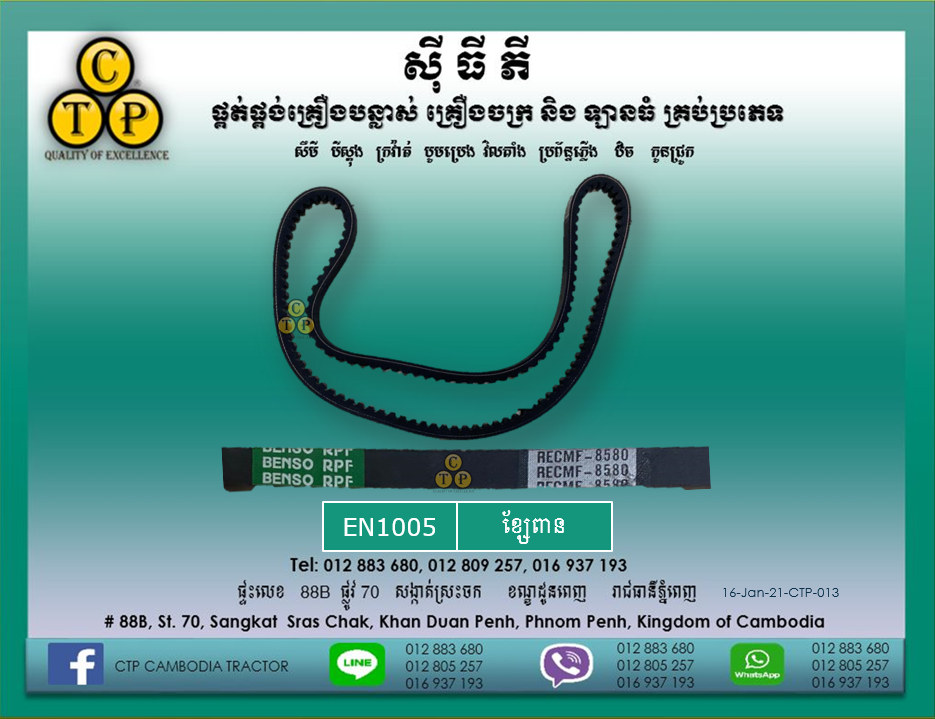 C
T P
®
QUALITY OF EXCELLENCE
ស៊ី ធី ភី
ផ្គត់ផ្គង់គ្រឿងបន្លាស់ គ្រឿងចក្រ និង ឡានធំ គ្រប់ប្រភេទ
ស៊ីមី ប៊ីស្តុង ក្រវ៉ាត់ បូមប្រេង វិលតាំង ប្រព័ន្ធភ្លើង ឋិច កូនជ្រូក
C
T P
BENSO RPF
BENSO RPF
BENSO RPF
C
T P
RECMF-8580
RECMF-8580
RECMF-8580
EN1005
ខ្សែពាន
Tel: 012 883 680, 012 809 257, 016 937 193
ផ្ទះលេខ 88B ផ្លូវ 70 សង្កាត់ស្រះចក ខណ្ឌដូនពេញ រាជធានីភ្នំពេញ
16-Jan-21-CTP-013
# 88B, St. 70, Sangkat Sras Chak, Khan Duan Penh, Phnom Penh, Kingdom of Cambodia
CTP CAMBODIA TRACTOR
LINE
012 883 680
012 805 257
016 937 193
012 883 680
012 805 257
016 937 193
WhatsApp
012 883 680
012 805 257
016 937 193